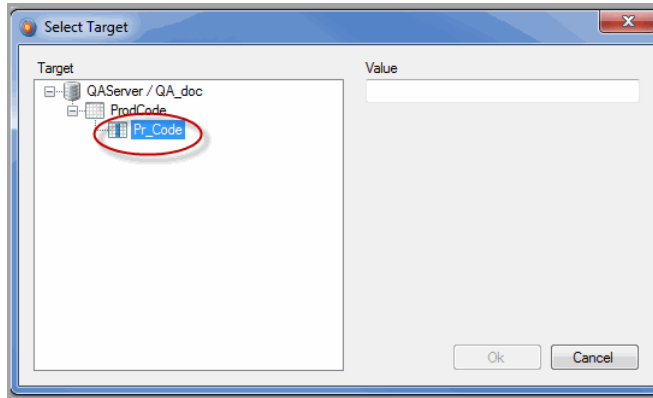 Select Target
Target
Value
QAServer / QA_doc
ProdCode
Pr_Code
Ok
Cancel